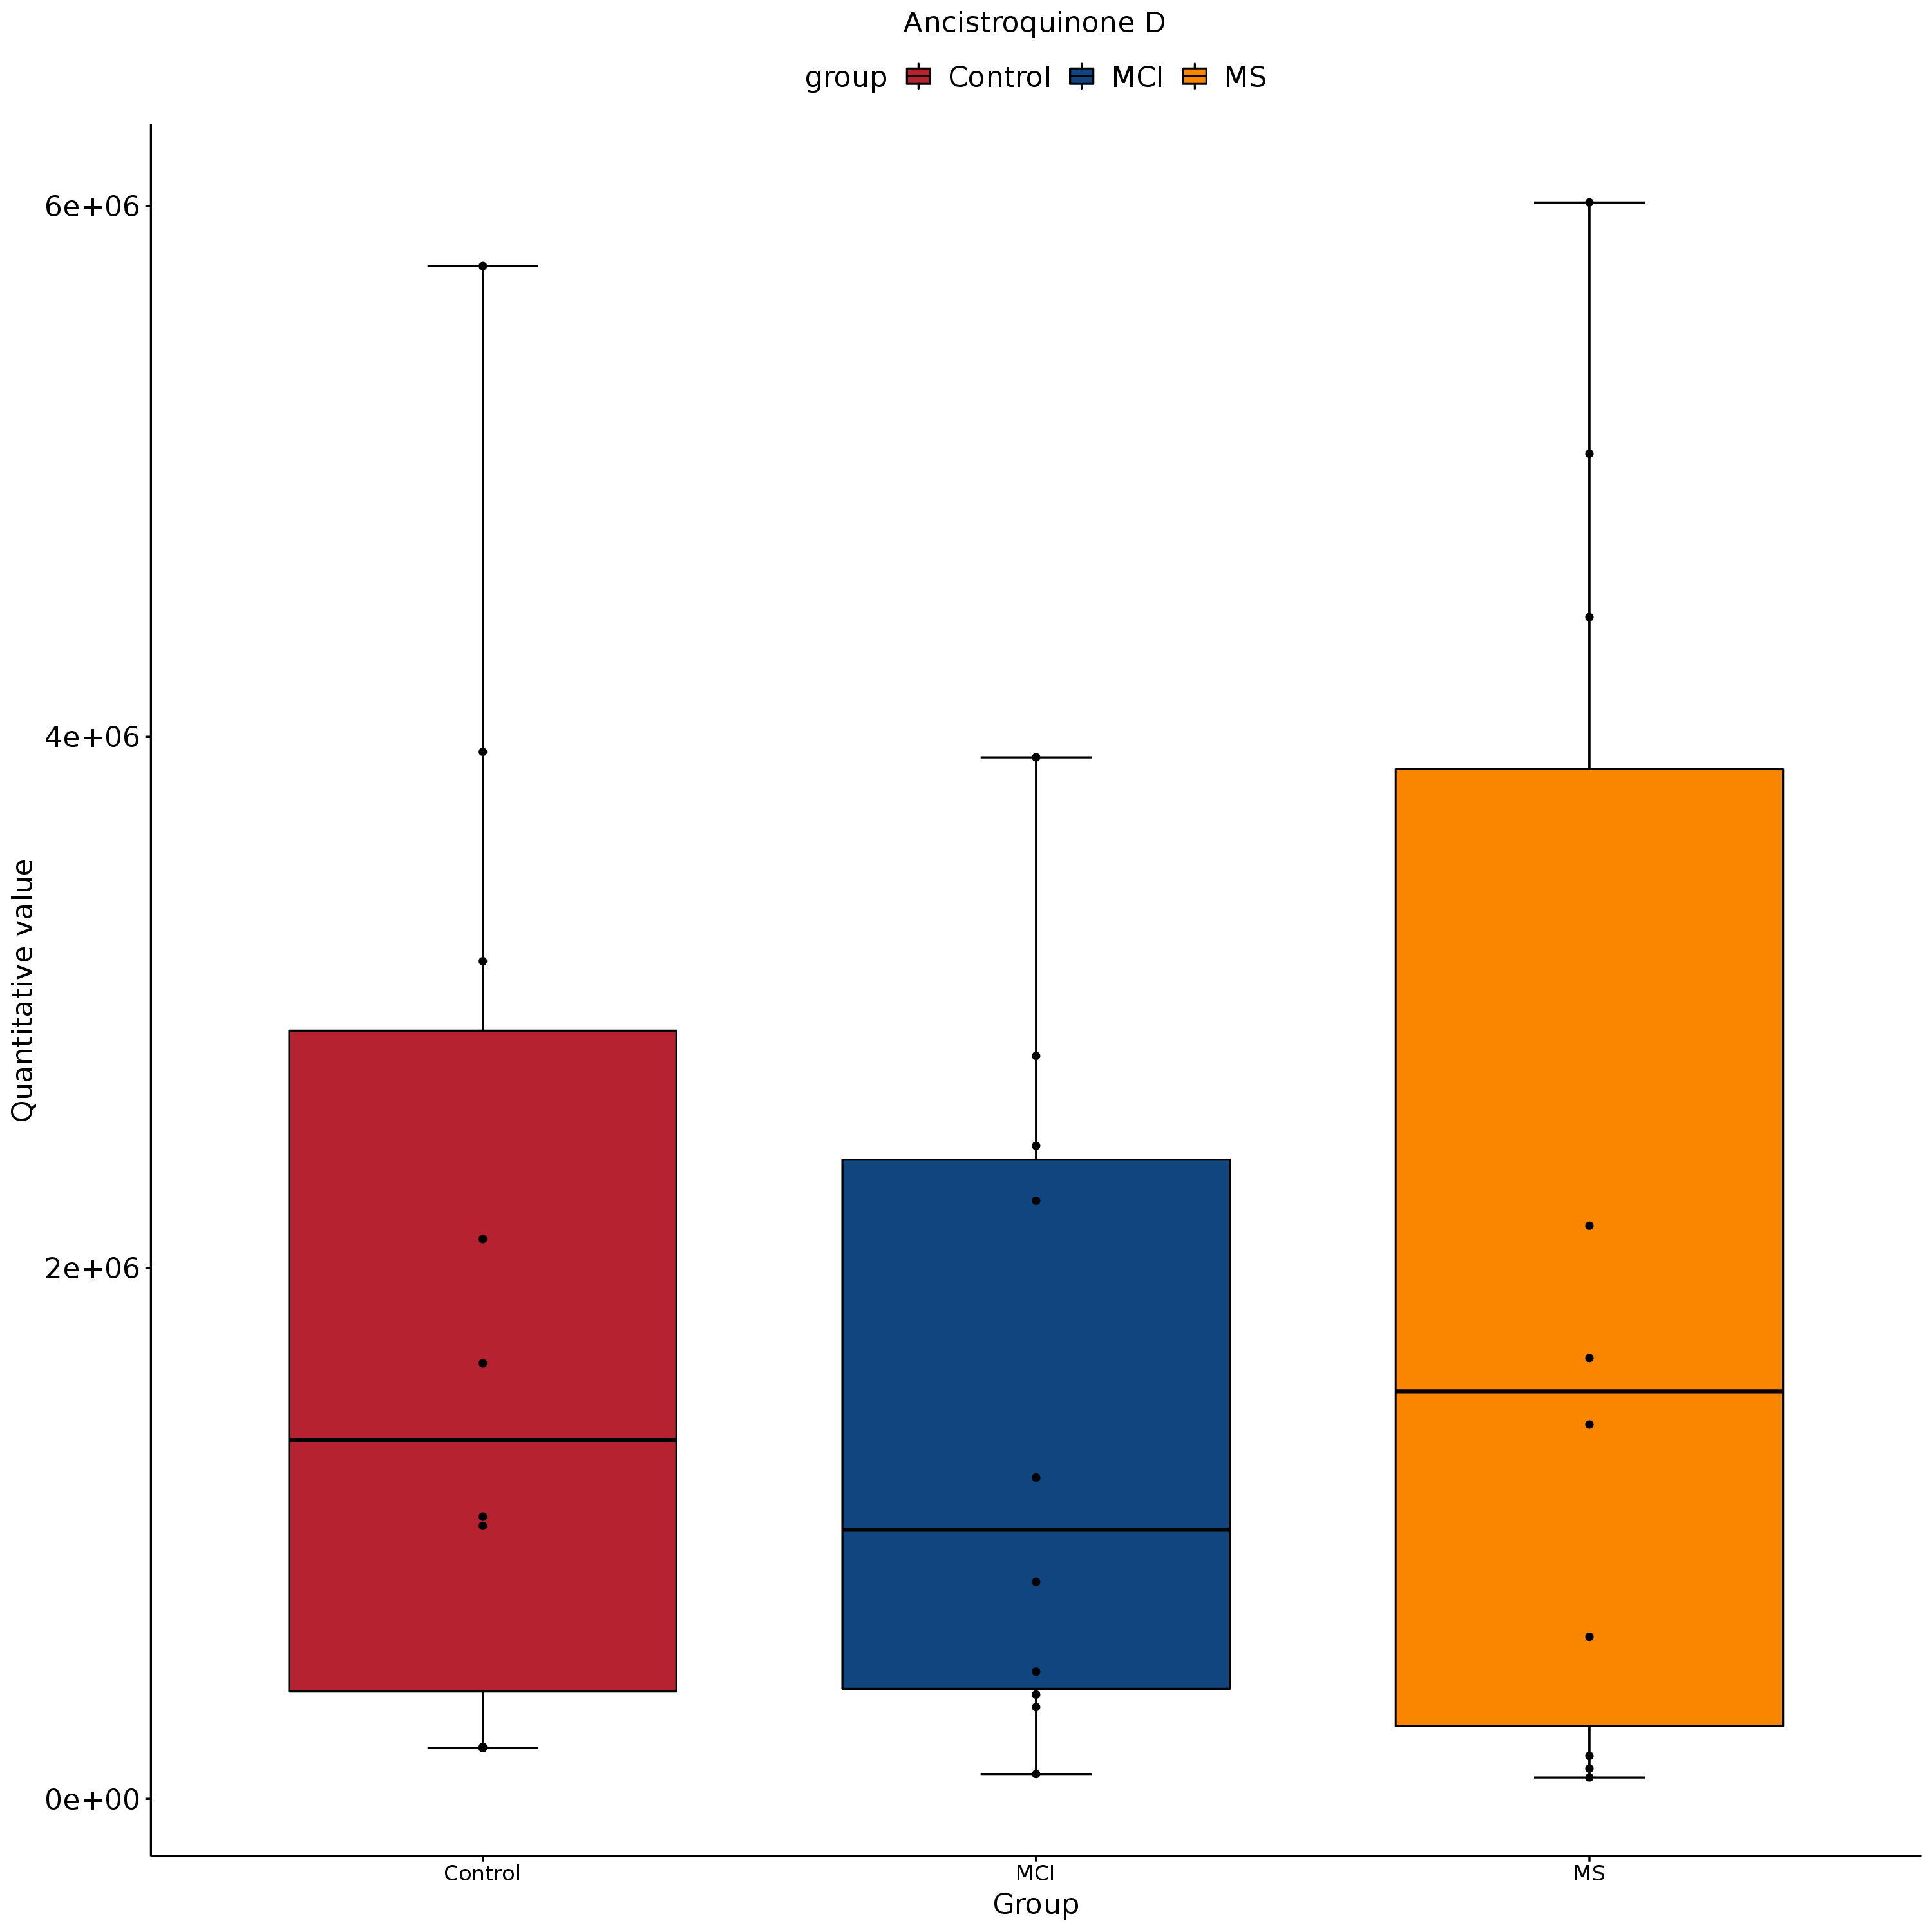 Ancistroquinone D
group Control MCI MS
6e+06
4e+06
2e+06
0e+00
Quantitative value
Control MCI MS
Group